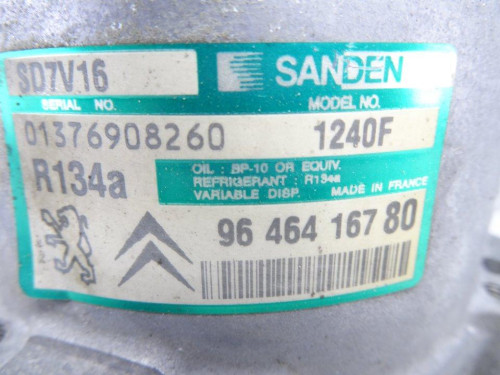 SD7V16 SANDEN
SERIAL NO. MODEL NO.
01376908260 1240F
R134a
OIL : SP-10 OR EQUIV.
REFRIGERANT : R134a
VARIABLE DISP. MADE IN FRANCE
96 464 167 80